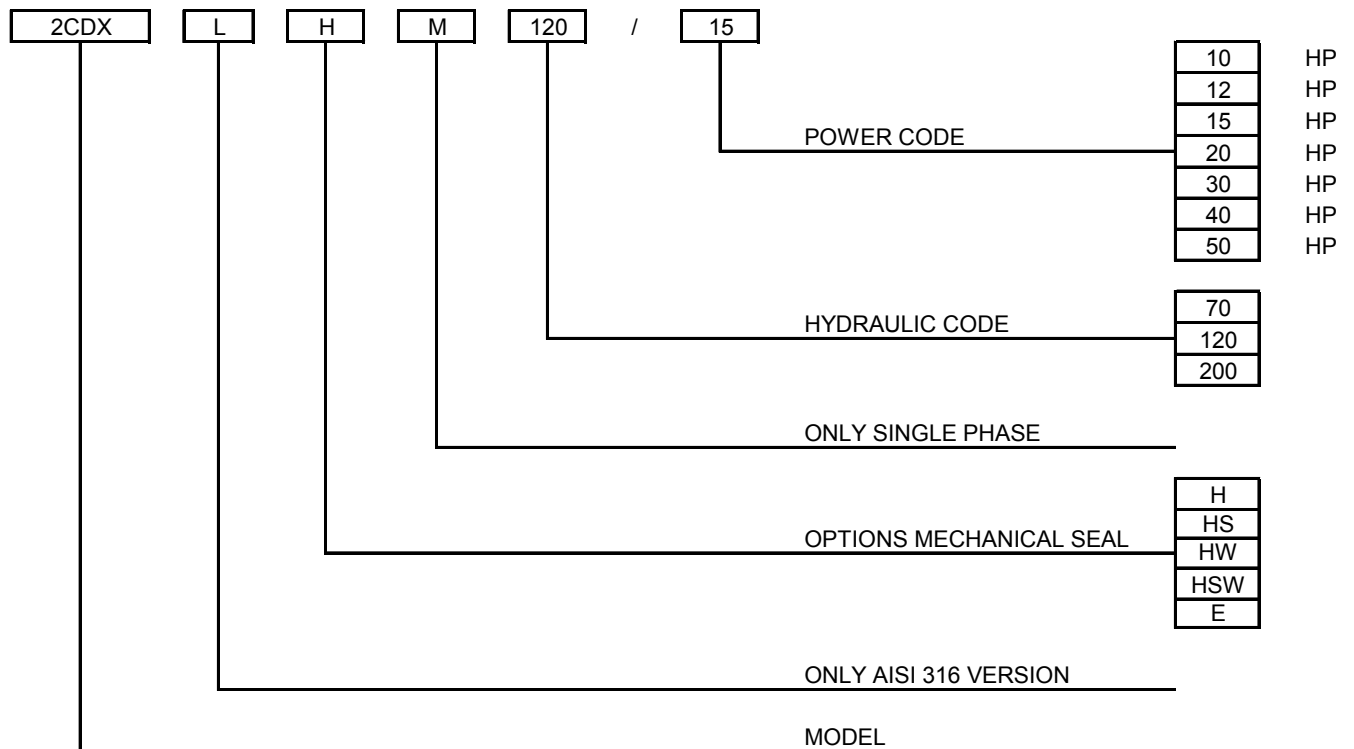 2CDX L H M 120 / 15
10 HP
12 HP
15 HP
POWER CODE
20 HP
30 HP
40 HP
50 HP
70
HYDRAULIC CODE
120
200
ONLY SINGLE PHASE
H
HS
OPTIONS MECHANICAL SEAL
HW
HSW
E
ONLY AISI 316 VERSION
MODEL